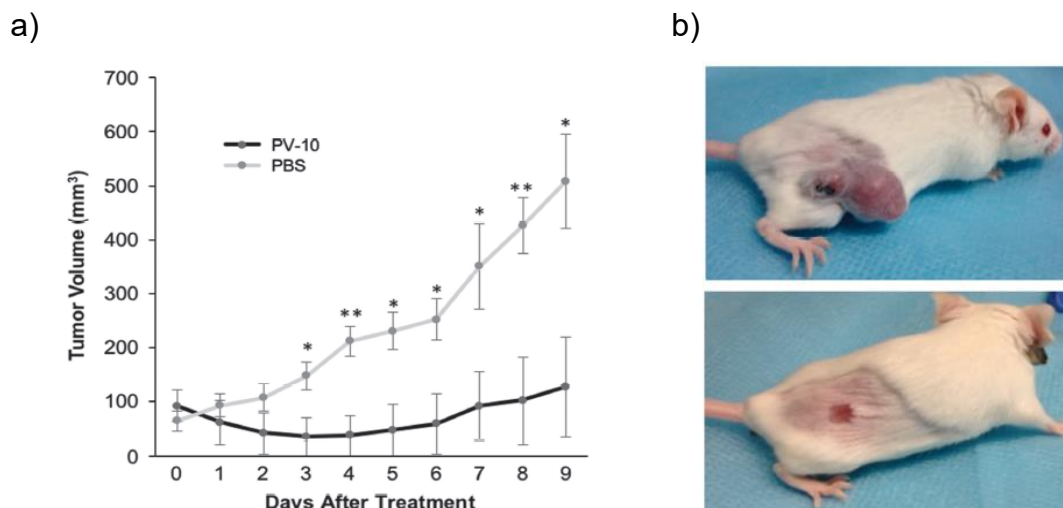 a)
b)
700
600
500
400
300
200
100
0
Tumor Volume (mm³)
PV-10
PBS
*
**
*
*
*
**
*
0 1 2 3 4 5 6 7 8 9
Days After Treatment